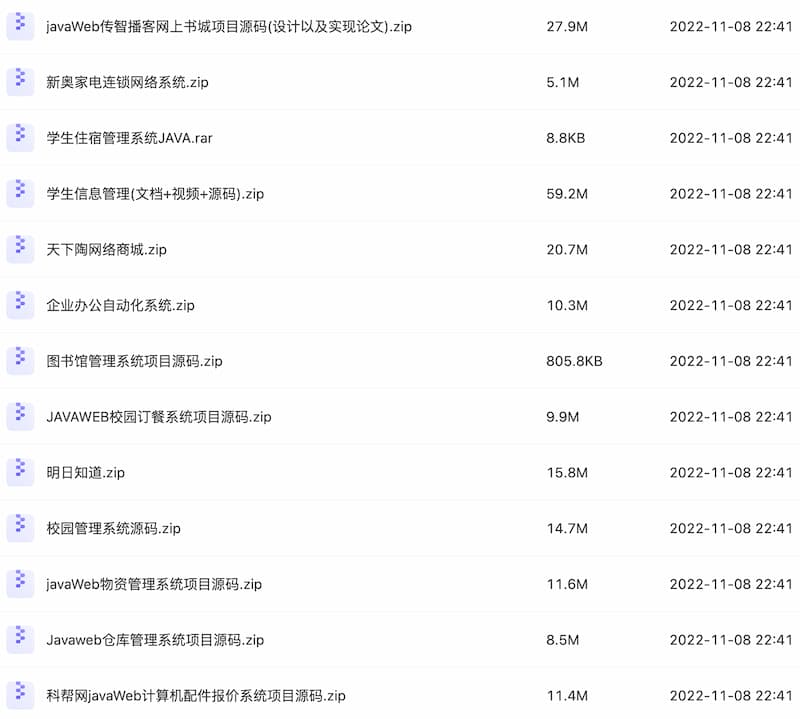 javaWeb传智播客网上书城项目源码(设计以及实现论文).zip 27.9M 2022-11-08 22:41
新奥家电连锁网络系统.zip 5.1M 2022-11-08 22:41
学生住宿管理系统JAVA.rar 8.8KB 2022-11-08 22:41
学生信息管理(文档+视频+源码).zip 59.2M 2022-11-08 22:41
天下陶网络商城.zip 20.7M 2022-11-08 22:41
企业办公自动化系统.zip 10.3M 2022-11-08 22:41
图书馆管理系统项目源码.zip 805.8KB 2022-11-08 22:41
JAVAWEB校园订餐系统项目源码.zip 9.9M 2022-11-08 22:41
明日知道.zip 15.8M 2022-11-08 22:41
校园管理系统源码.zip 14.7M 2022-11-08 22:41
javaWeb物资管理系统项目源码.zip 11.6M 2022-11-08 22:41
Javaweb仓库管理系统项目源码.zip 8.5M 2022-11-08 22:41
科帮网javaWeb计算机配件报价系统项目源码.zip 11.4M 2022-11-08 22:41